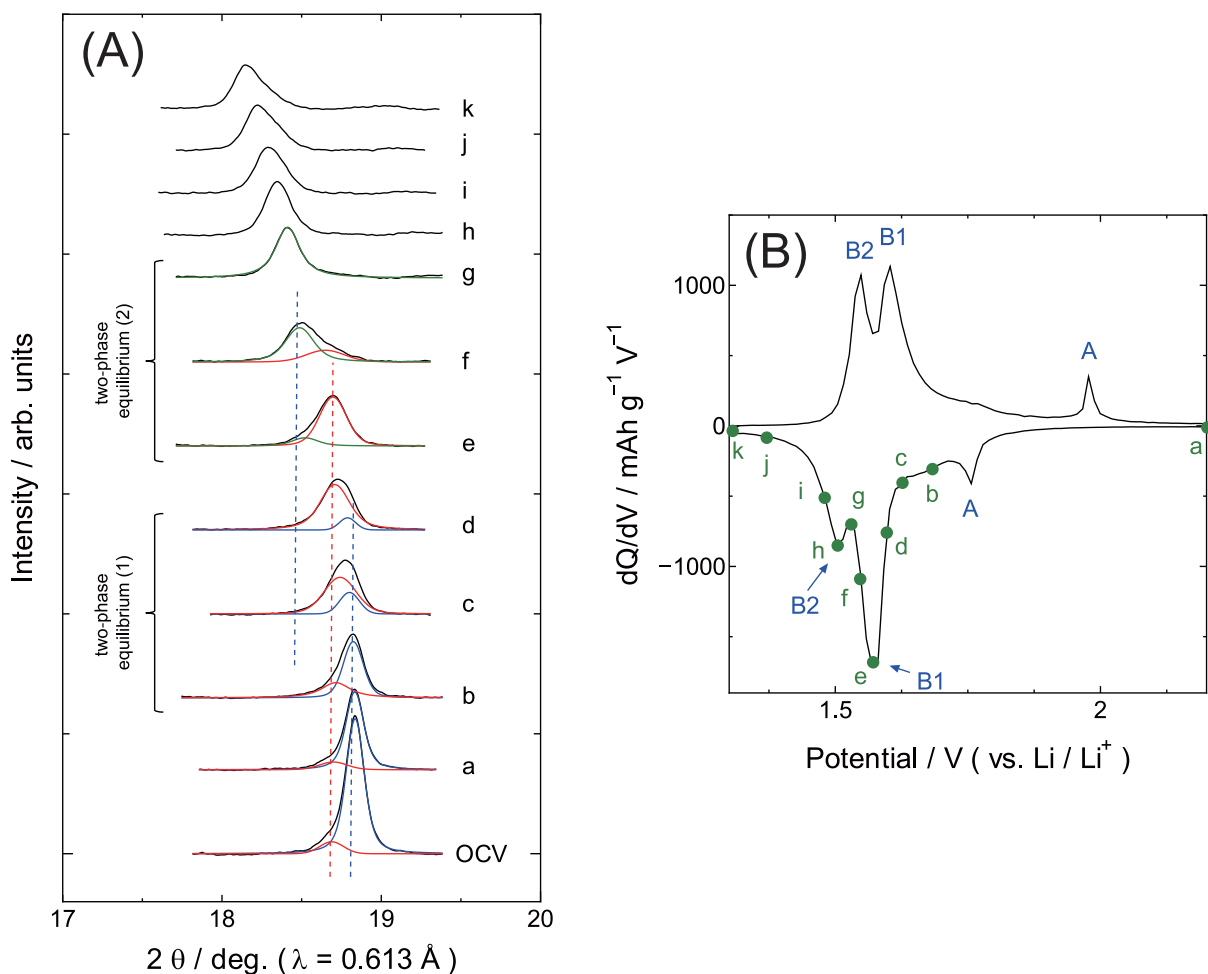 (A)
k
j
i
h
g
f
e
d
c
b
a
OCV
two-phase
equilibrium (2)
two-phase
equilibrium (1)
Intensity / arb. units
17 18 19 20
2 θ / deg. ( λ = 0.613 Å )
(B)
B2 B1
A
1000
0
−1000
k j i h g f e d c b a
B2
B1
A
dQ/dV / mAh g⁻¹ V⁻¹
1.5 2
Potential / V ( vs. Li / Li⁺ )